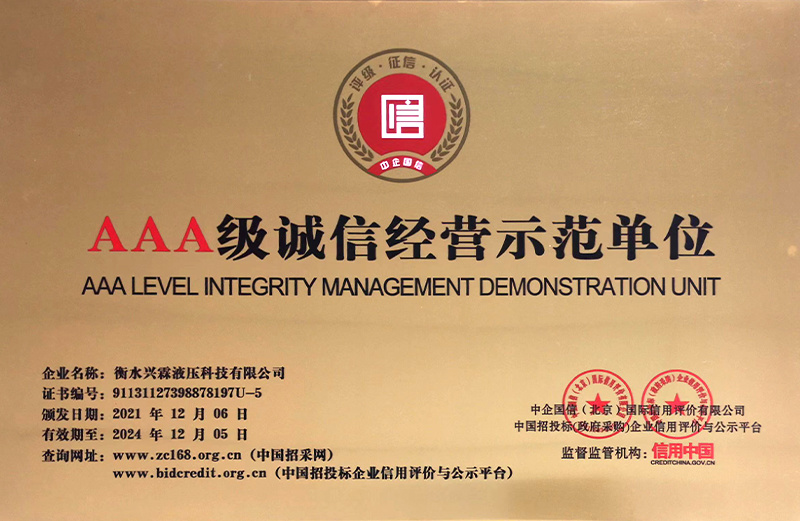 评级·征信·认证
信
中企国信
AAA级诚信经营示范单位
AAA LEVEL INTEGRITY MANAGEMENT DEMONSTRATION UNIT
企业名称：衡水兴霖液压科技有限公司
证书编号：91131127398878197U-5
颁发日期：2021 年 12 月 06 日
有效期至：2024 年 12 月 05 日
查询网址：www.zc168.org.cn（中国招采网）
www.bidcredit.org.cn（中国招投标企业信用评价与公示平台）
中企国信（北京）国际信用评价有限公司
中国招投标(政府采购)企业信用评价与公示平台
监督监管机构：信用中国
CREDITCHINA.GOV.CN